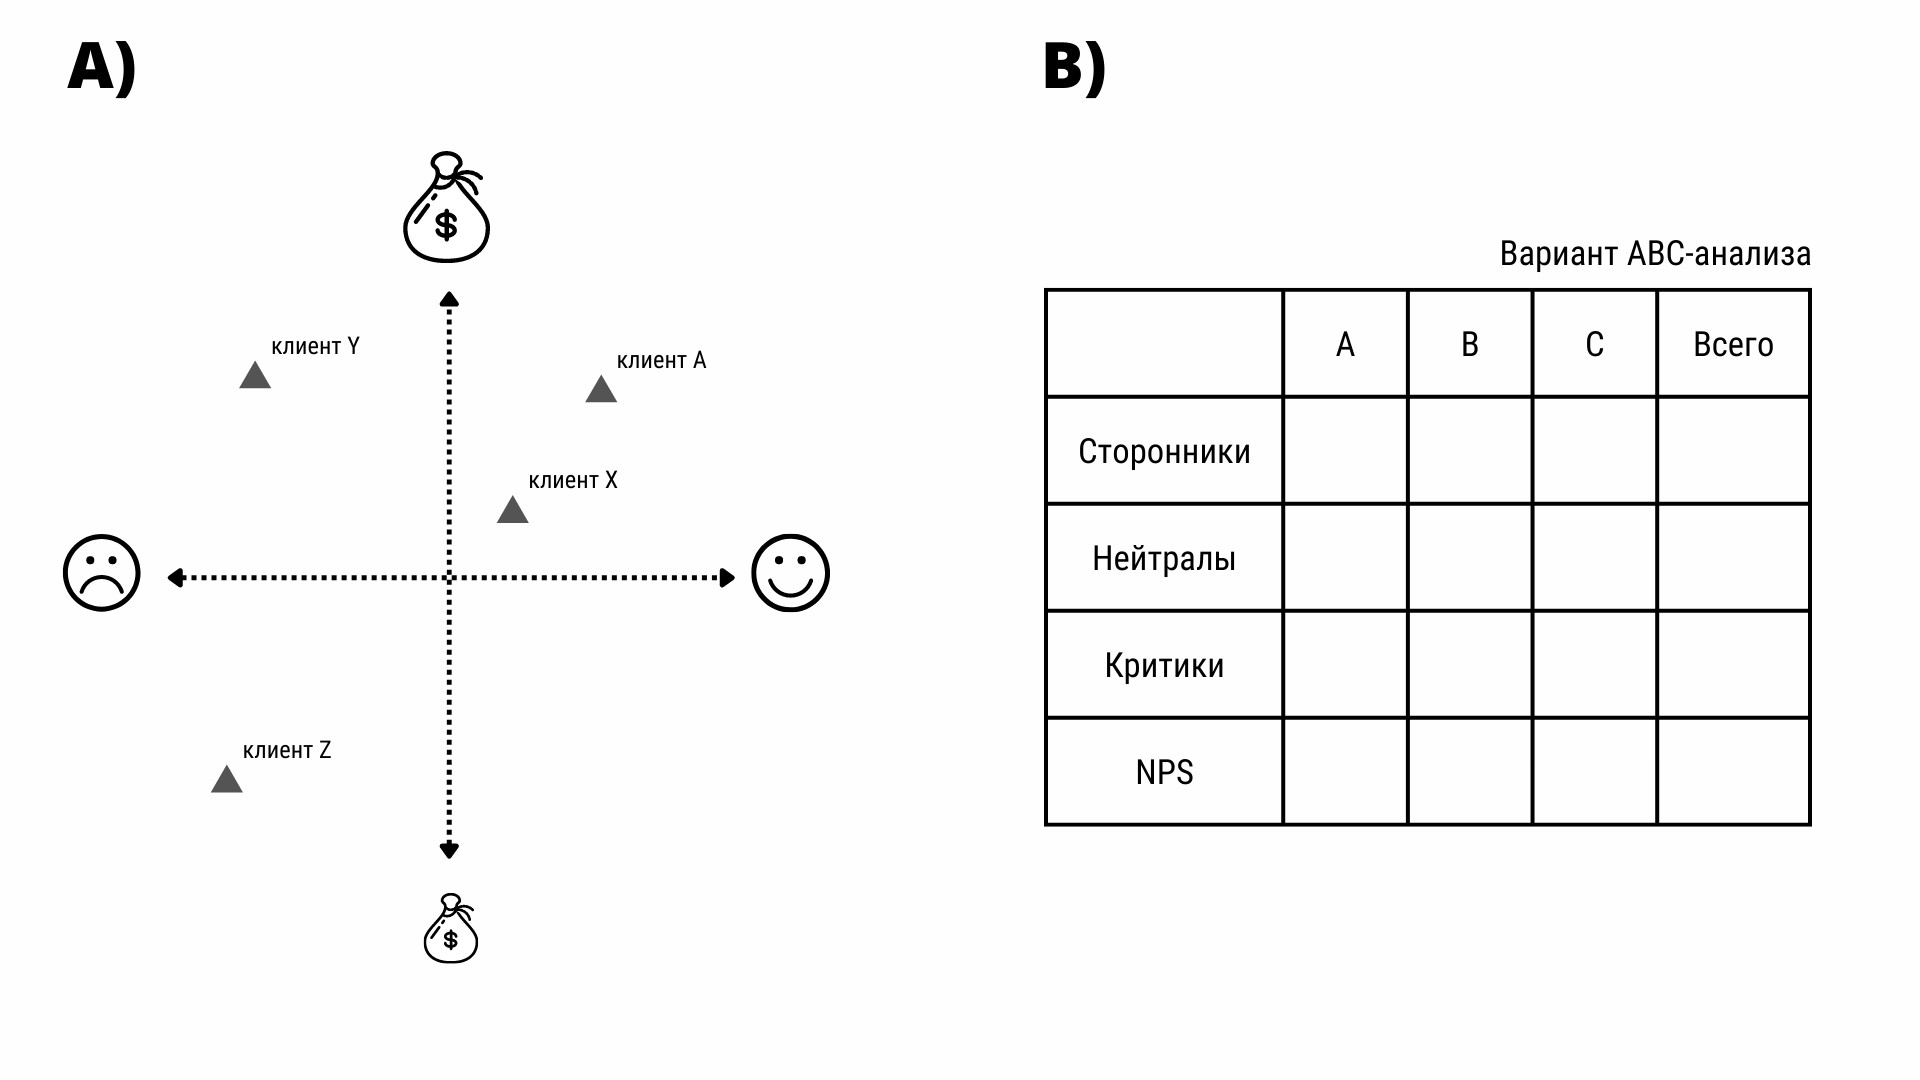 A)
$
клиент Y
клиент A
клиент X
клиент Z
$
B)
Вариант ABC-анализа
A B C Всего
Сторонники
Нейтралы
Критики
NPS